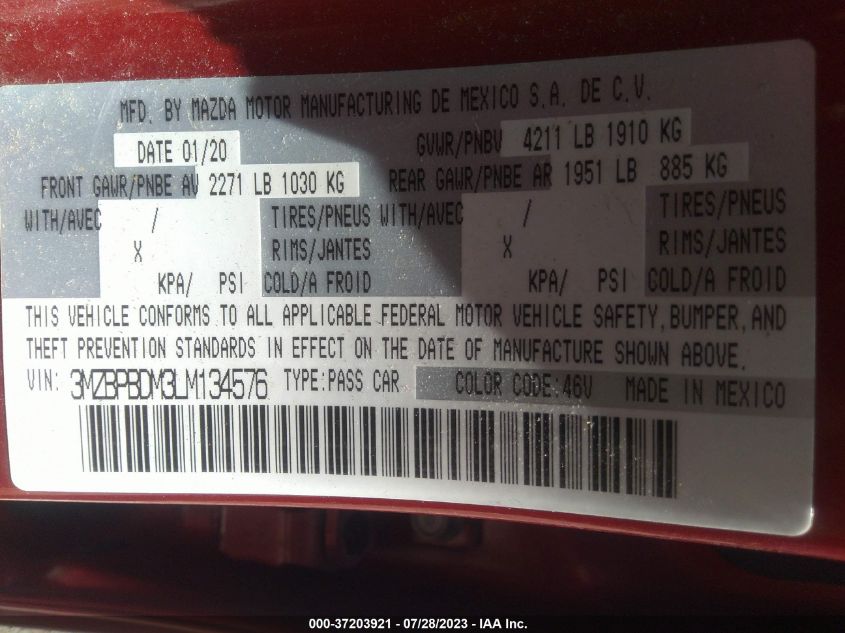 MFD. BY MAZDA MOTOR MANUFACTURING DE MEXICO S.A. DE C.V.
DATE 01/20 GVWR/PNBV 4211 LB 1910 KG
FRONT GAWR/PNBE AV 2271 LB 1030 KG REAR GAWR/PNBE AR 1951 LB 885 KG
WITH/AVEC / TIRES/PNEUS WITH/AVEC / TIRES/PNEUS
X RIMS/JANTES X RIMS/JANTES
KPA/ PSI COLD/A FROID KPA/ PSI COLD/A FROID
THIS VEHICLE CONFORMS TO ALL APPLICABLE FEDERAL MOTOR VEHICLE SAFETY, BUMPER, AND
THEFT PREVENTION STANDARDS IN EFFECT ON THE DATE OF MANUFACTURE SHOWN ABOVE.
VIN: 3MZBPBDM3LM134576 TYPE:PASS CAR COLOR CODE:46V MADE IN MEXICO
000-37203921 - 07/28/2023 - IAA Inc.